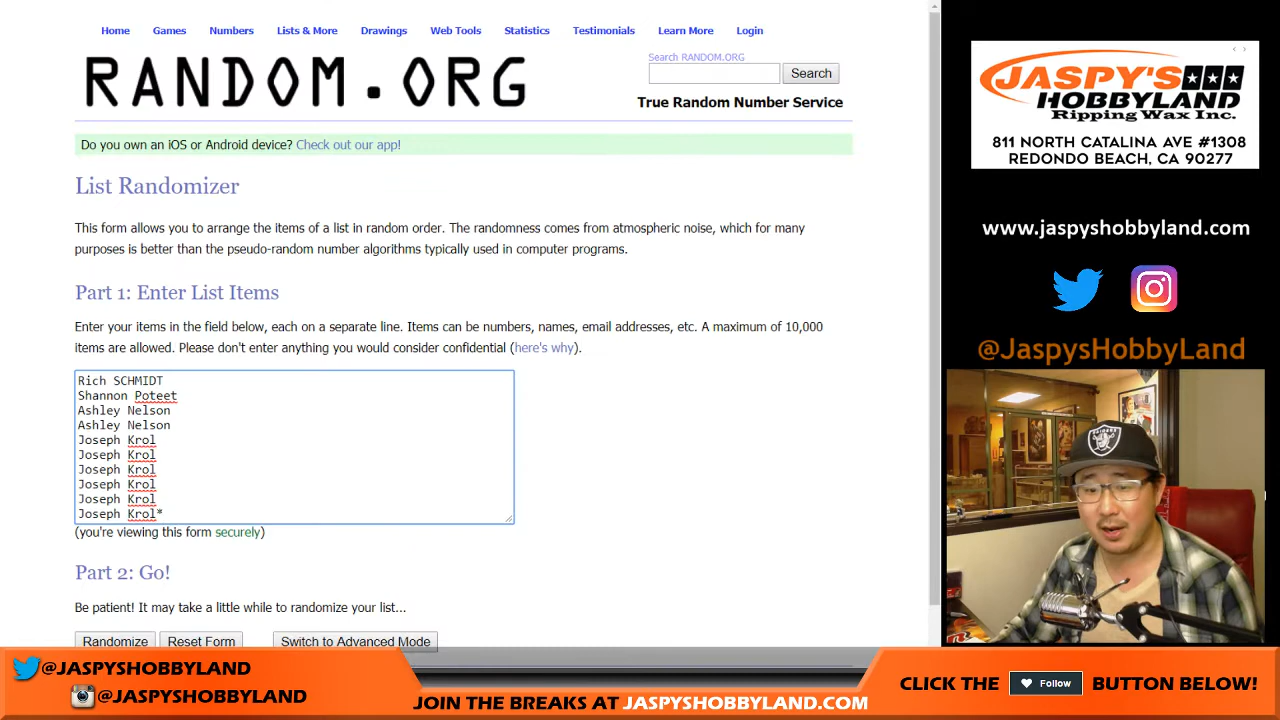 Home Games Numbers Lists & More Drawings Web Tools Statistics Testimonials Learn More Login
RANDOM.ORG
Search RANDOM.ORG
Search
True Random Number Service
Do you own an iOS or Android device? Check out our app!
List Randomizer
This form allows you to arrange the items of a list in random order. The randomness comes from atmospheric noise, which for many
purposes is better than the pseudo-random number algorithms typically used in computer programs.
Part 1: Enter List Items
Enter your items in the field below, each on a separate line. Items can be numbers, names, email addresses, etc. A maximum of 10,000
items are allowed. Please don't enter anything you would consider confidential (here's why).
Rich SCHMIDT
Shannon Poteet
Ashley Nelson
Ashley Nelson
Joseph Krol
Joseph Krol
Joseph Krol
Joseph Krol
Joseph Krol
Joseph Krol*
(you're viewing this form securely)
Part 2: Go!
Be patient! It may take a little while to randomize your list...
Randomize Reset Form Switch to Advanced Mode
JASPY'S
HOBBYLAND
Ripping Wax Inc.
811 NORTH CATALINA AVE #1308
REDONDO BEACH, CA 90277
www.jaspyshobbyland.com
@JaspysHobbyLand
RAIDERS
@JASPYSHOBBYLAND
@JASPYSHOBBYLAND
JOIN THE BREAKS AT JASPYSHOBBYLAND.COM
CLICK THE Follow BUTTON BELOW!